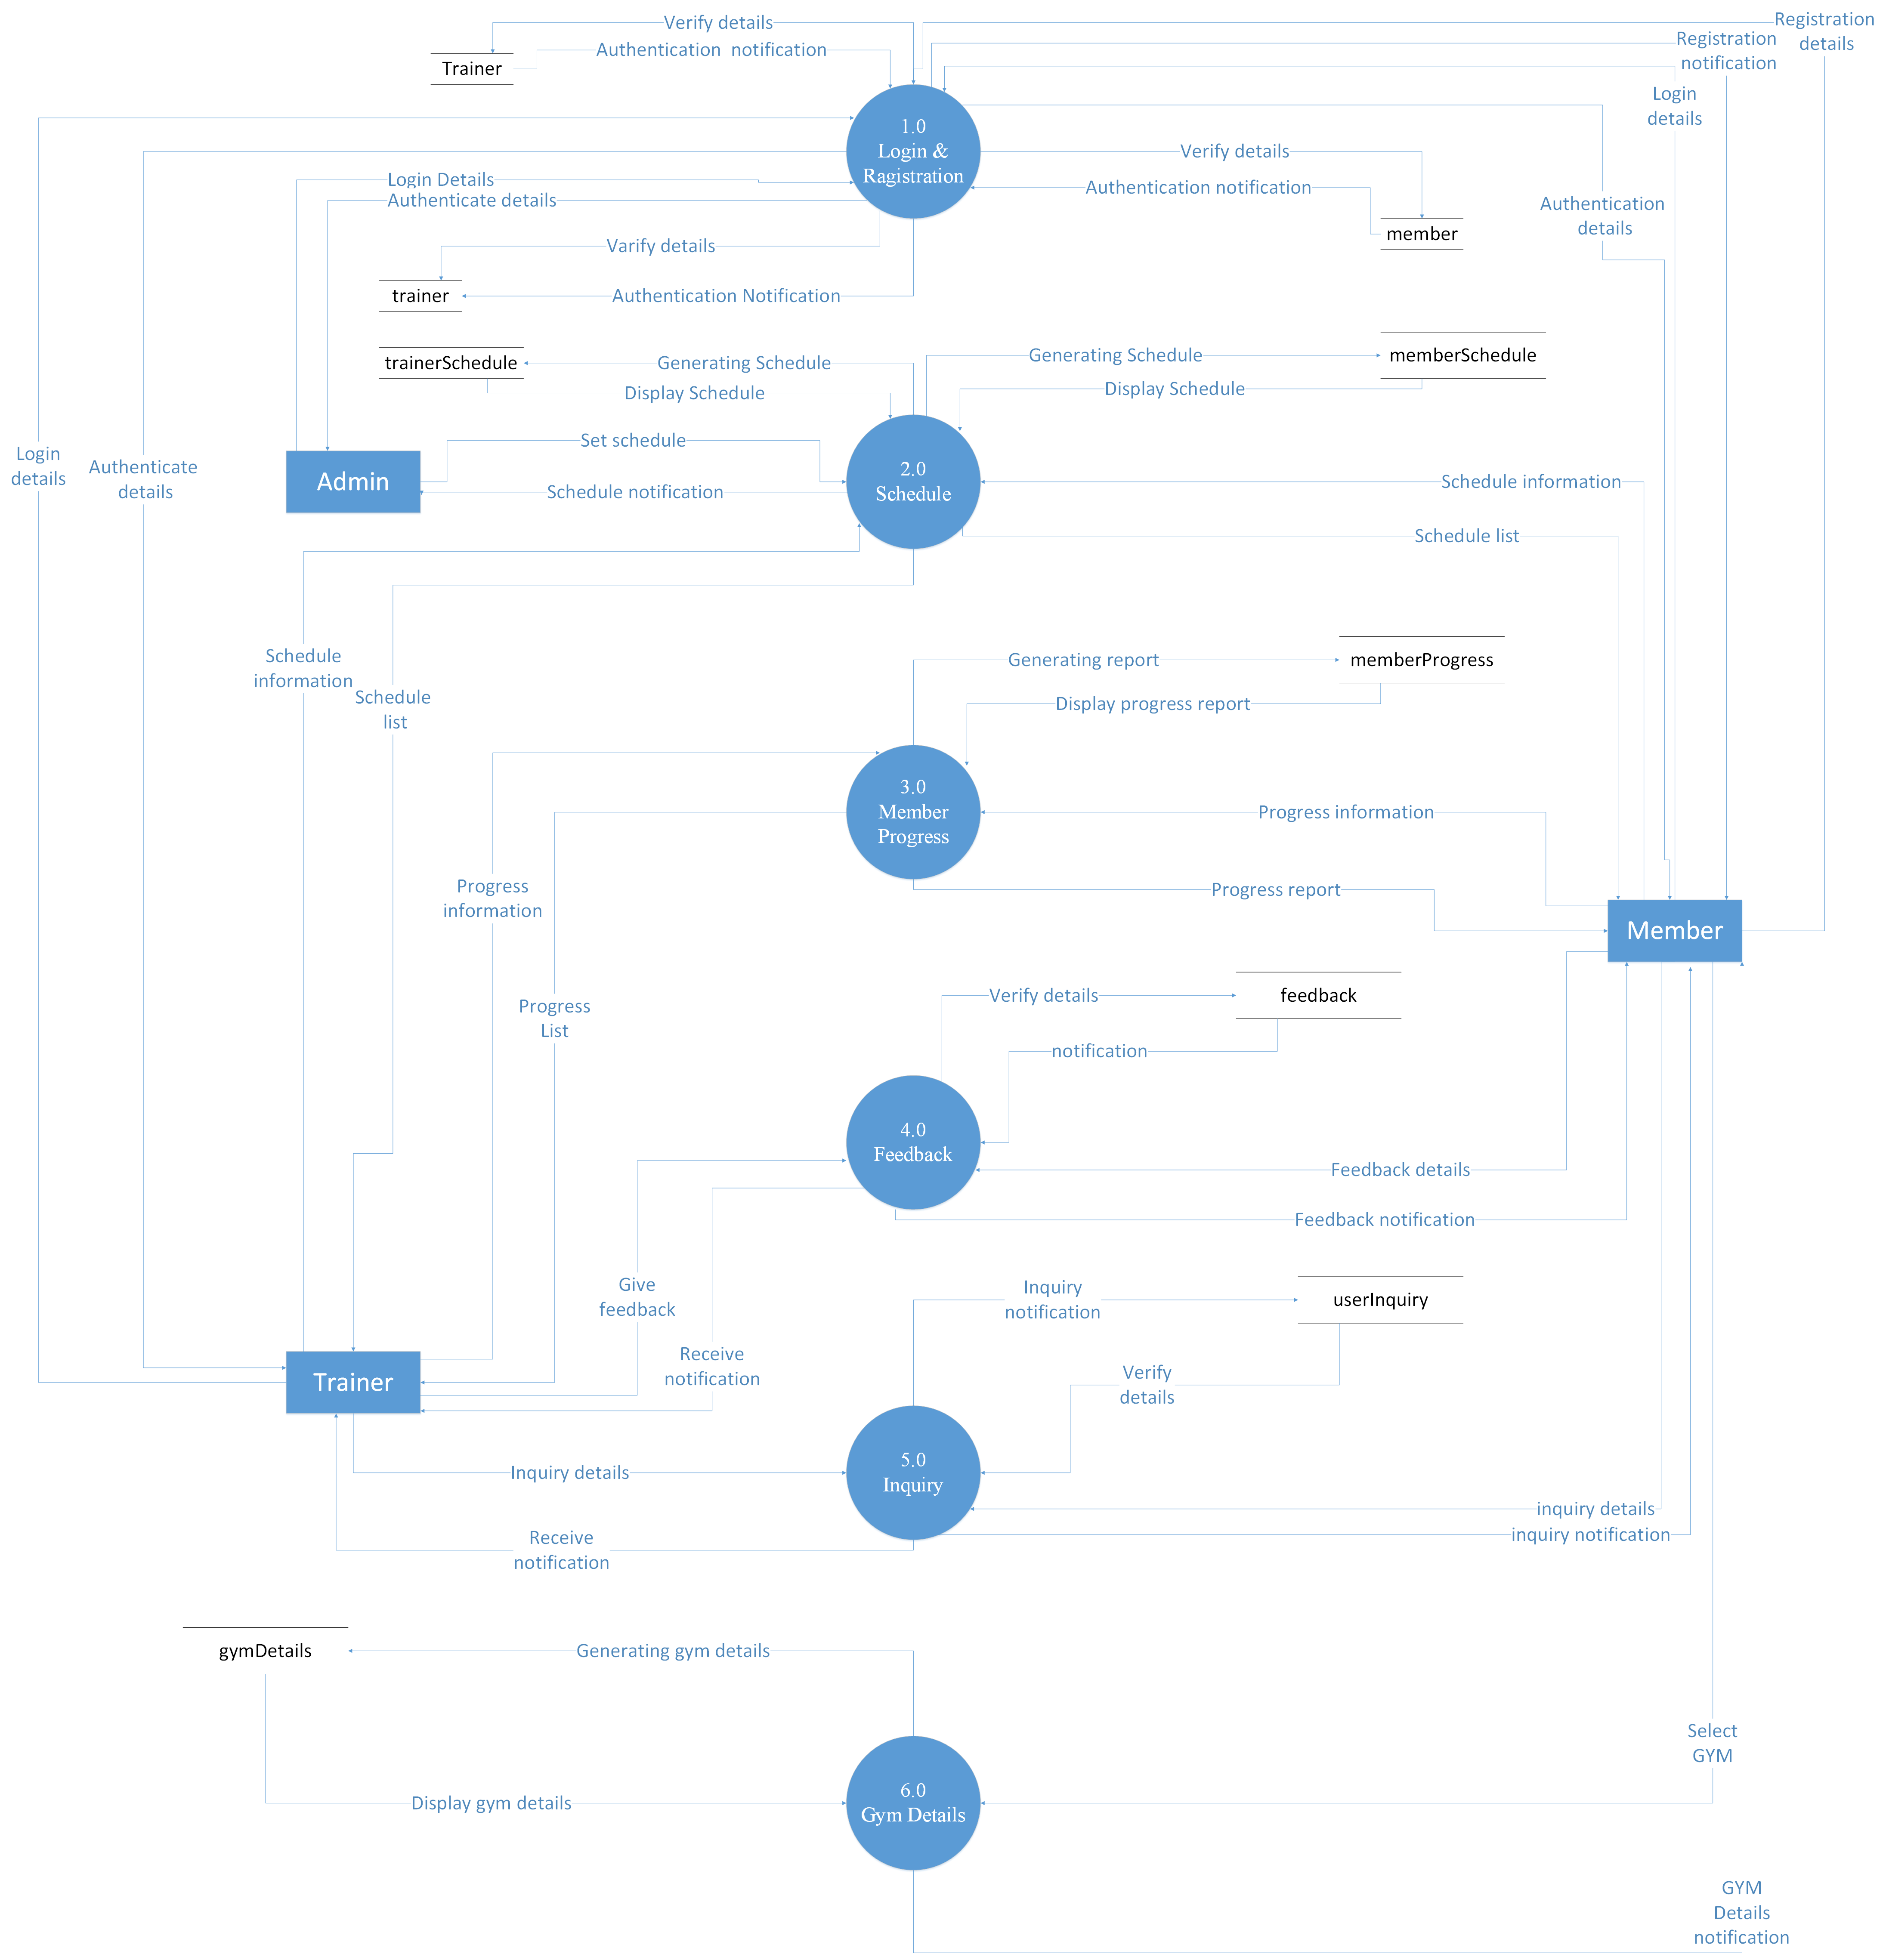 Verify details
Registration
details
Authentication  notification
Registration
notification
Trainer
Login
details
1.0
Login &
Ragistration
Verify details
Authentication notification
Login Details
Authenticate details
Authentication
details
member
Varify details
trainer
Authentication Notification
trainerSchedule
Generating Schedule
Generating Schedule
memberSchedule
Display Schedule
Display Schedule
Set schedule
Login
details
Authenticate
details
Admin
2.0
Schedule
Schedule information
Schedule notification
Schedule list
Schedule
information
Schedule
list
Generating report
memberProgress
Display progress report
3.0
Member
Progress
Progress information
Progress
information
Progress report
Member
Progress
List
Verify details
feedback
notification
4.0
Feedback
Feedback details
Feedback notification
Give
feedback
Inquiry
notification
userInquiry
Receive
notification
Trainer
Verify
details
5.0
Inquiry
Inquiry details
inquiry details
inquiry notification
Receive
notification
gymDetails
Generating gym details
Select
GYM
Display gym details
6.0
Gym Details
GYM
Details
notification